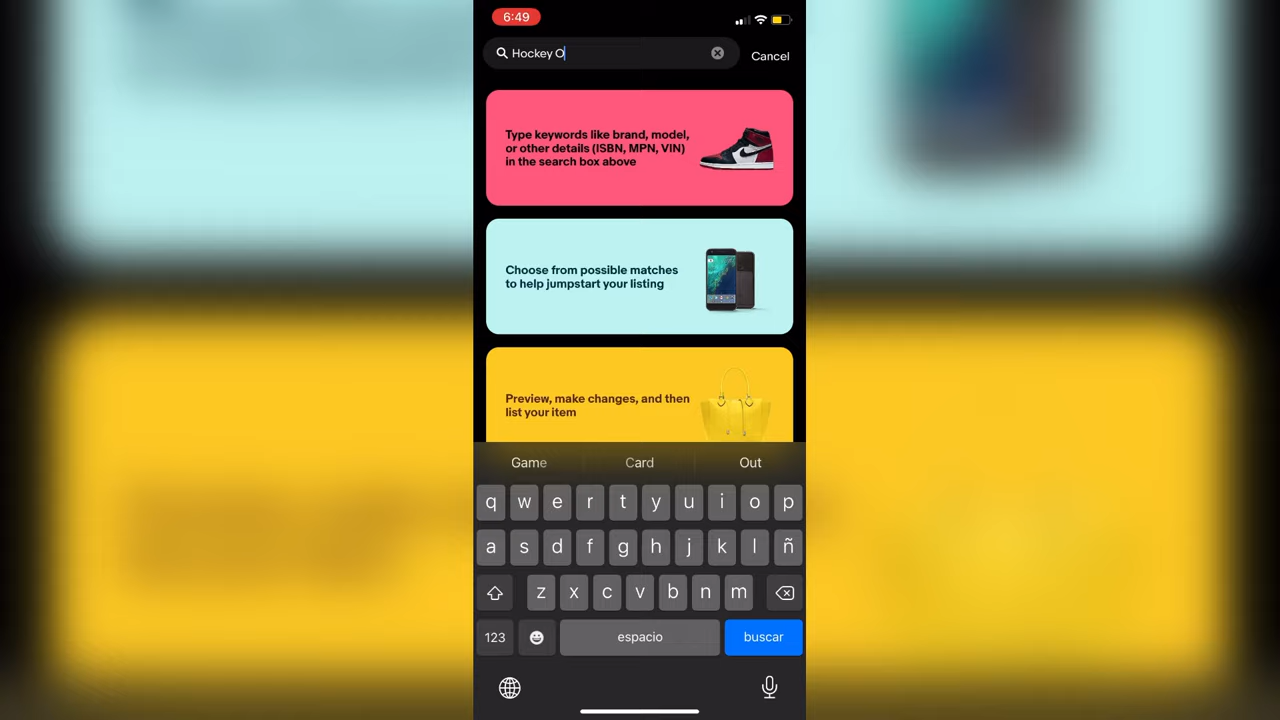 6:49
Hockey O
Cancel
Type keywords like brand, model,
or other details (ISBN, MPN, VIN)
in the search box above
Choose from possible matches
to help jumpstart your listing
Preview, make changes, and then
list your item
Game Card Out
q w e r t y u i o p
a s d f g h j k l ñ
z x c v b n m
123 espacio buscar